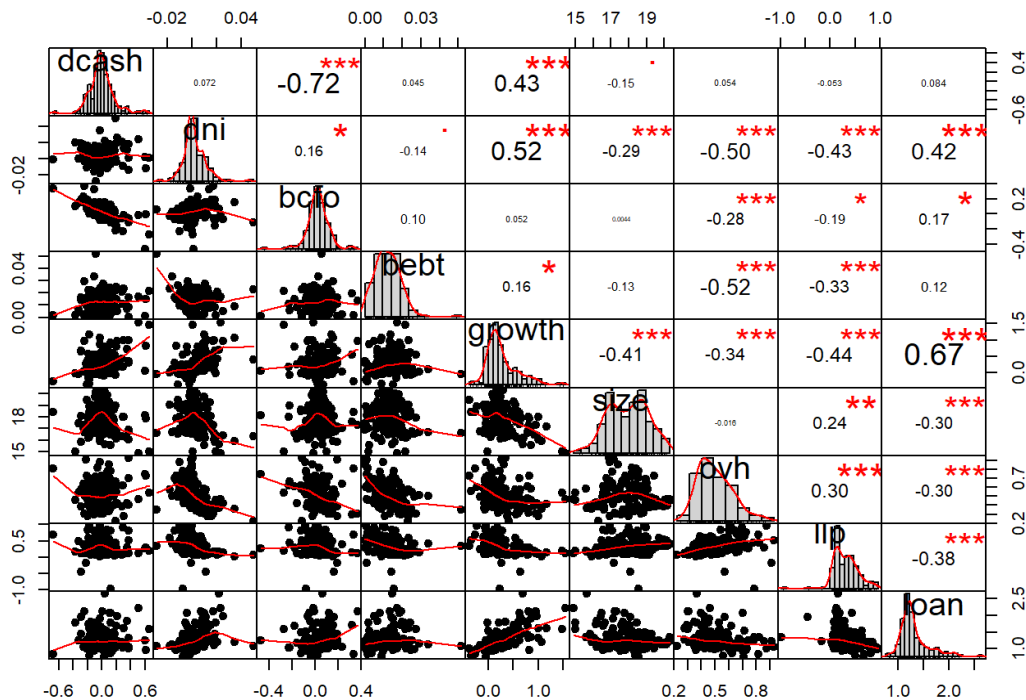 -0.02 0.04 0.00 0.03 15 17 19 -1.0 0.0 1.0
dcash 0.072 -0.72 *** 0.045 0.43 *** -0.15 . 0.054 -0.053 0.084 -0.6 0.4
-0.02 dni 0.16 * -0.14 . 0.52 *** -0.29 *** -0.50 *** -0.43 *** 0.42 ***
bcfo 0.10 0.052 0.0044 -0.28 *** -0.19 * 0.17 * -0.4 0.2
0.00 0.04 bebt 0.16 * -0.13 -0.52 *** -0.33 *** 0.12
growth -0.41 *** -0.34 *** -0.44 *** 0.67 *** 0.0 1.5
15 18 size -0.016 0.24 ** -0.30 ***
ovh 0.30 *** -0.30 *** 0.2 0.7
-1.0 0.5 llp -0.38 ***
loan 1.0 2.5
-0.6 0.0 0.6 -0.4 0.0 0.4 0.0 1.0 0.2 0.5 0.8 1.0 2.0